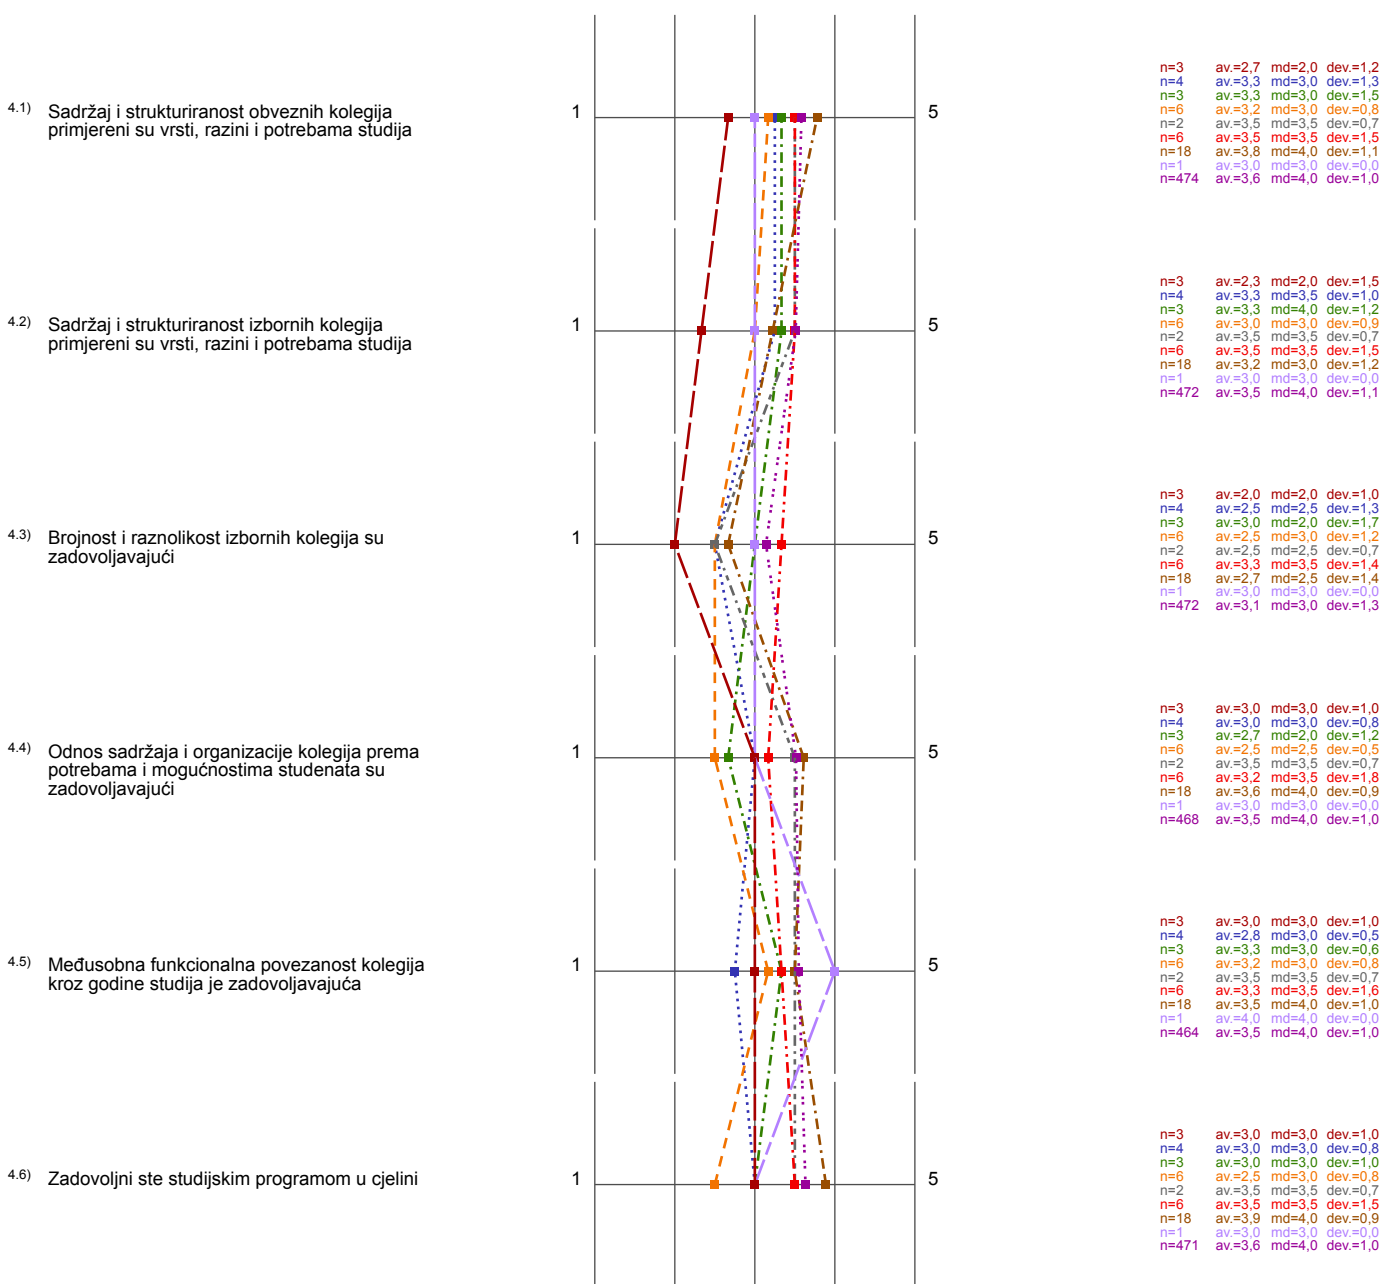 n=3 av.=2,7 md=2,0 dev.=1,2
n=4 av.=3,3 md=3,0 dev.=1,3
n=3 av.=3,3 md=3,0 dev.=1,5
4.1) Sadržaj i strukturiranost obveznih kolegija 1 5 n=6 av.=3,2 md=3,0 dev.=0,8
primjereni su vrsti, razini i potrebama studija n=2 av.=3,5 md=3,5 dev.=0,7
n=6 av.=3,5 md=3,5 dev.=1,5
n=18 av.=3,8 md=4,0 dev.=1,1
n=1 av.=3,0 md=3,0 dev.=0,0
n=474 av.=3,6 md=4,0 dev.=1,0
n=3 av.=2,3 md=2,0 dev.=1,5
n=4 av.=3,3 md=3,5 dev.=1,0
n=3 av.=3,3 md=4,0 dev.=1,2
4.2) Sadržaj i strukturiranost izbornih kolegija 1 5 n=6 av.=3,0 md=3,0 dev.=0,9
primjereni su vrsti, razini i potrebama studija n=2 av.=3,5 md=3,5 dev.=0,7
n=6 av.=3,5 md=3,5 dev.=1,5
n=18 av.=3,2 md=3,0 dev.=1,2
n=1 av.=3,0 md=3,0 dev.=0,0
n=472 av.=3,5 md=4,0 dev.=1,1
n=3 av.=2,0 md=2,0 dev.=1,0
n=4 av.=2,5 md=2,5 dev.=1,3
n=3 av.=3,0 md=2,0 dev.=1,7
4.3) Brojnost i raznolikost izbornih kolegija su 1 5 n=6 av.=2,5 md=3,0 dev.=1,2
zadovoljavajući n=2 av.=2,5 md=2,5 dev.=0,7
n=6 av.=3,3 md=3,5 dev.=1,4
n=18 av.=2,7 md=2,5 dev.=1,4
n=1 av.=3,0 md=3,0 dev.=0,0
n=472 av.=3,1 md=3,0 dev.=1,3
n=3 av.=3,0 md=3,0 dev.=1,0
n=4 av.=3,0 md=3,0 dev.=0,8
n=3 av.=2,7 md=2,0 dev.=1,2
4.4) Odnos sadržaja i organizacije kolegija prema 1 5 n=6 av.=2,5 md=2,5 dev.=0,5
potrebama i mogućnostima studenata su n=2 av.=3,5 md=3,5 dev.=0,7
zadovoljavajući n=6 av.=3,2 md=3,5 dev.=1,8
n=18 av.=3,6 md=4,0 dev.=0,9
n=1 av.=3,0 md=3,0 dev.=0,0
n=468 av.=3,5 md=4,0 dev.=1,0
n=3 av.=3,0 md=3,0 dev.=1,0
n=4 av.=2,8 md=3,0 dev.=0,5
n=3 av.=3,3 md=3,0 dev.=0,6
4.5) Međusobna funkcionalna povezanost kolegija 1 5 n=6 av.=3,2 md=3,0 dev.=0,8
kroz godine studija je zadovoljavajuća n=2 av.=3,5 md=3,5 dev.=0,7
n=6 av.=3,3 md=3,5 dev.=1,6
n=18 av.=3,5 md=4,0 dev.=1,0
n=1 av.=4,0 md=4,0 dev.=0,0
n=464 av.=3,5 md=4,0 dev.=1,0
n=3 av.=3,0 md=3,0 dev.=1,0
n=4 av.=3,0 md=3,0 dev.=0,8
n=3 av.=3,0 md=3,0 dev.=1,0
4.6) Zadovoljni ste studijskim programom u cjelini 1 5 n=6 av.=2,5 md=3,0 dev.=0,8
n=2 av.=3,5 md=3,5 dev.=0,7
n=6 av.=3,5 md=3,5 dev.=1,5
n=18 av.=3,9 md=4,0 dev.=0,9
n=1 av.=3,0 md=3,0 dev.=0,0
n=471 av.=3,6 md=4,0 dev.=1,0